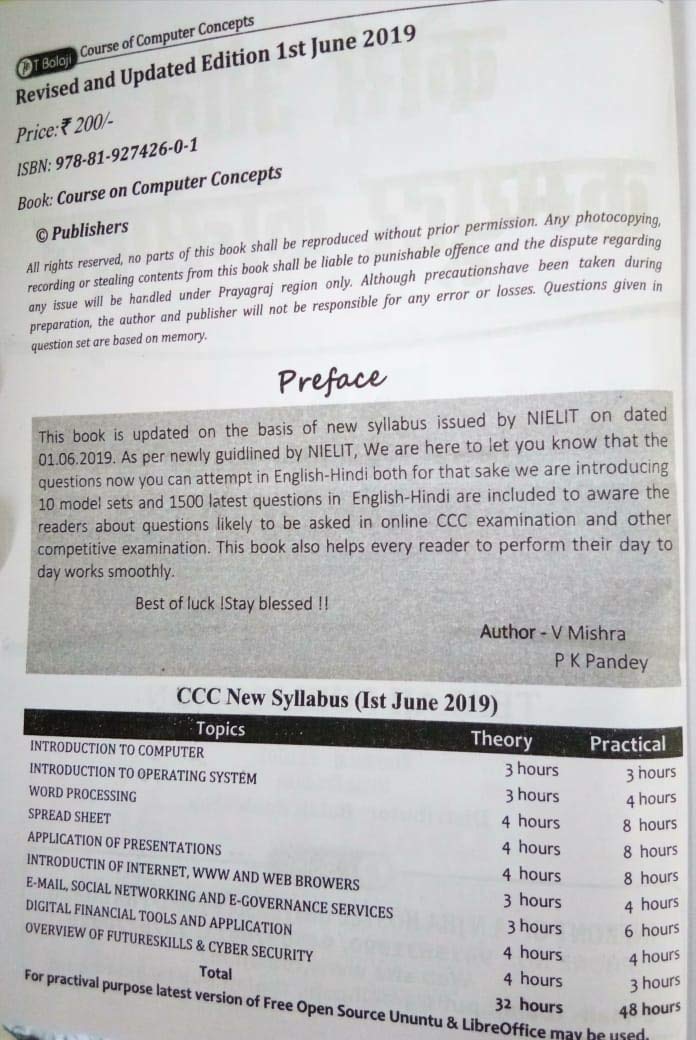 T Balaji Course of Computer Concepts
Revised and Updated Edition 1st June 2019
Price:₹ 200/-
ISBN: 978-81-927426-0-1
Book: Course on Computer Concepts
© Publishers
All rights reserved, no parts of this book shall be reproduced without prior permission. Any photocopying,
recording or stealing contents from this book shall be liable to punishable offence and the dispute regarding
any issue will be handled under Prayagraj region only. Although precautionshave been taken during
preparation, the author and publisher will not be responsible for any error or losses. Questions given in
question set are based on memory.
Preface
This book is updated on the basis of new syllabus issued by NIELIT on dated
01.06.2019. As per newly guidlined by NIELIT, We are here to let you know that the
questions now you can attempt in English-Hindi both for that sake we are introducing
10 model sets and 1500 latest questions in English-Hindi are included to aware the
readers about questions likely to be asked in online CCC examination and other
competitive examination. This book also helps every reader to perform their day to
day works smoothly.
Best of luck !Stay blessed !!
Author - V Mishra
P K Pandey
CCC New Syllabus (Ist June 2019)
Topics Theory Practical
INTRODUCTION TO COMPUTER 3 hours 3 hours
INTRODUCTION TO OPERATING SYSTEM 3 hours 4 hours
WORD PROCESSING 4 hours 8 hours
SPREAD SHEET 4 hours 8 hours
APPLICATION OF PRESENTATIONS 4 hours 8 hours
INTRODUCTIN OF INTERNET, WWW AND WEB BROWERS 3 hours 4 hours
E-MAIL, SOCIAL NETWORKING AND E-GOVERNANCE SERVICES 3 hours 6 hours
DIGITAL FINANCIAL TOOLS AND APPLICATION 4 hours 4 hours
OVERVIEW OF FUTURESKILLS & CYBER SECURITY 4 hours 3 hours
Total 32 hours 48 hours
For practival purpose latest version of Free Open Source Ununtu & LibreOffice may be used.